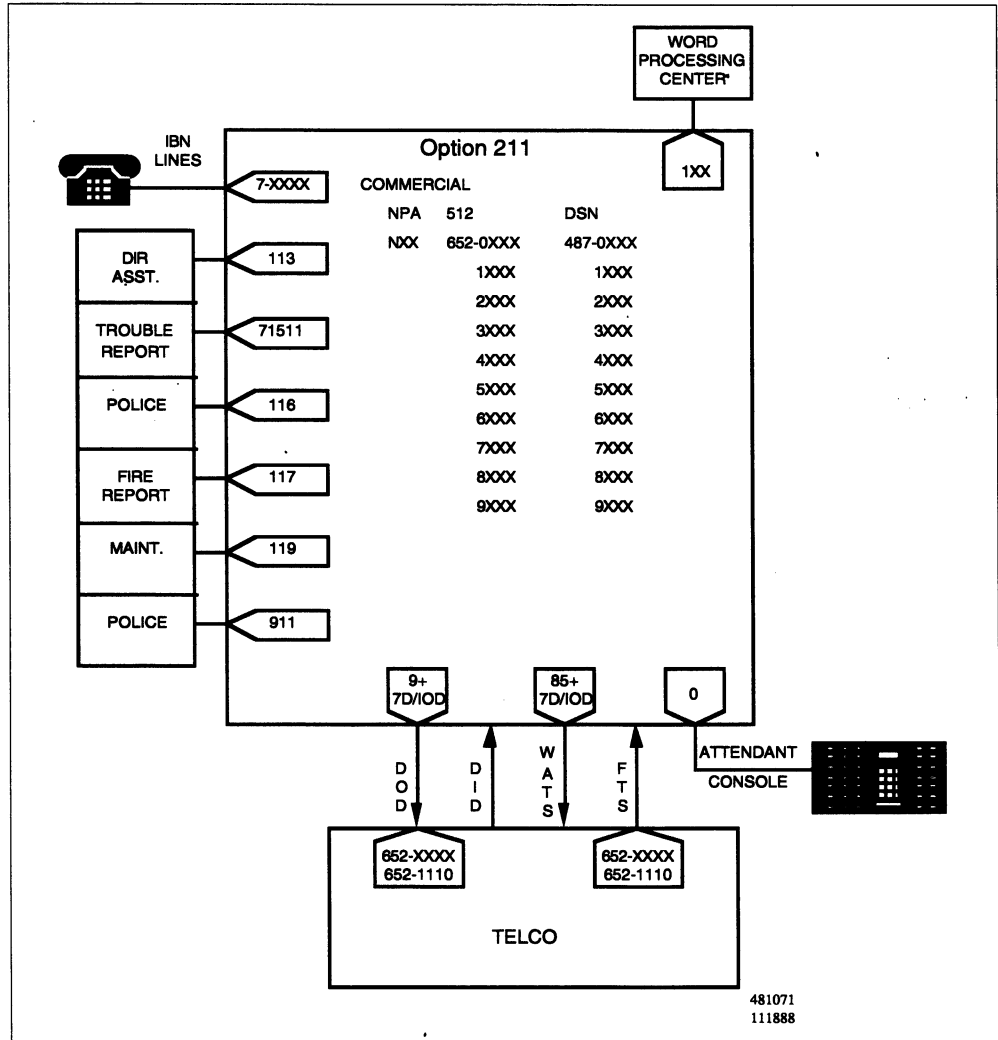 WORD
PROCESSING
CENTER*
1XX
Option 211
IBN
LINES
7-XXXX
COMMERCIAL
NPA 512 DSN
NXX 652-0XXX 487-0XXX
1XXX 1XXX
2XXX 2XXX
3XXX 3XXX
4XXX 4XXX
5XXX 5XXX
6XXX 6XXX
7XXX 7XXX
8XXX 8XXX
9XXX 9XXX
DIR
ASST.
113
TROUBLE
REPORT
71511
POLICE
116
FIRE
REPORT
117
MAINT.
119
POLICE
911
9+
7D/IOD
85+
7D/IOD
0
DOD
DID
WATS
FTS
ATTENDANT
CONSOLE
652-XXXX
652-1110
652-XXXX
652-1110
TELCO
481071
111888